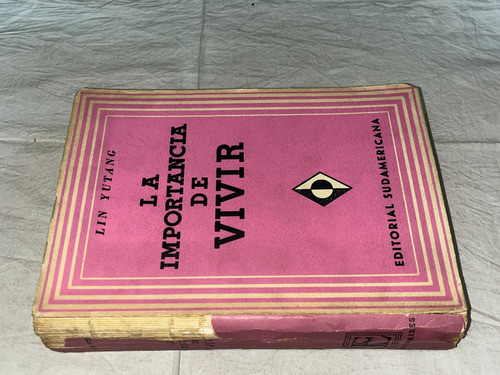 LIN YUTANG
LA
IMPORTANCIA
DE
VIVIR
EDITORIAL SUDAMERICANA